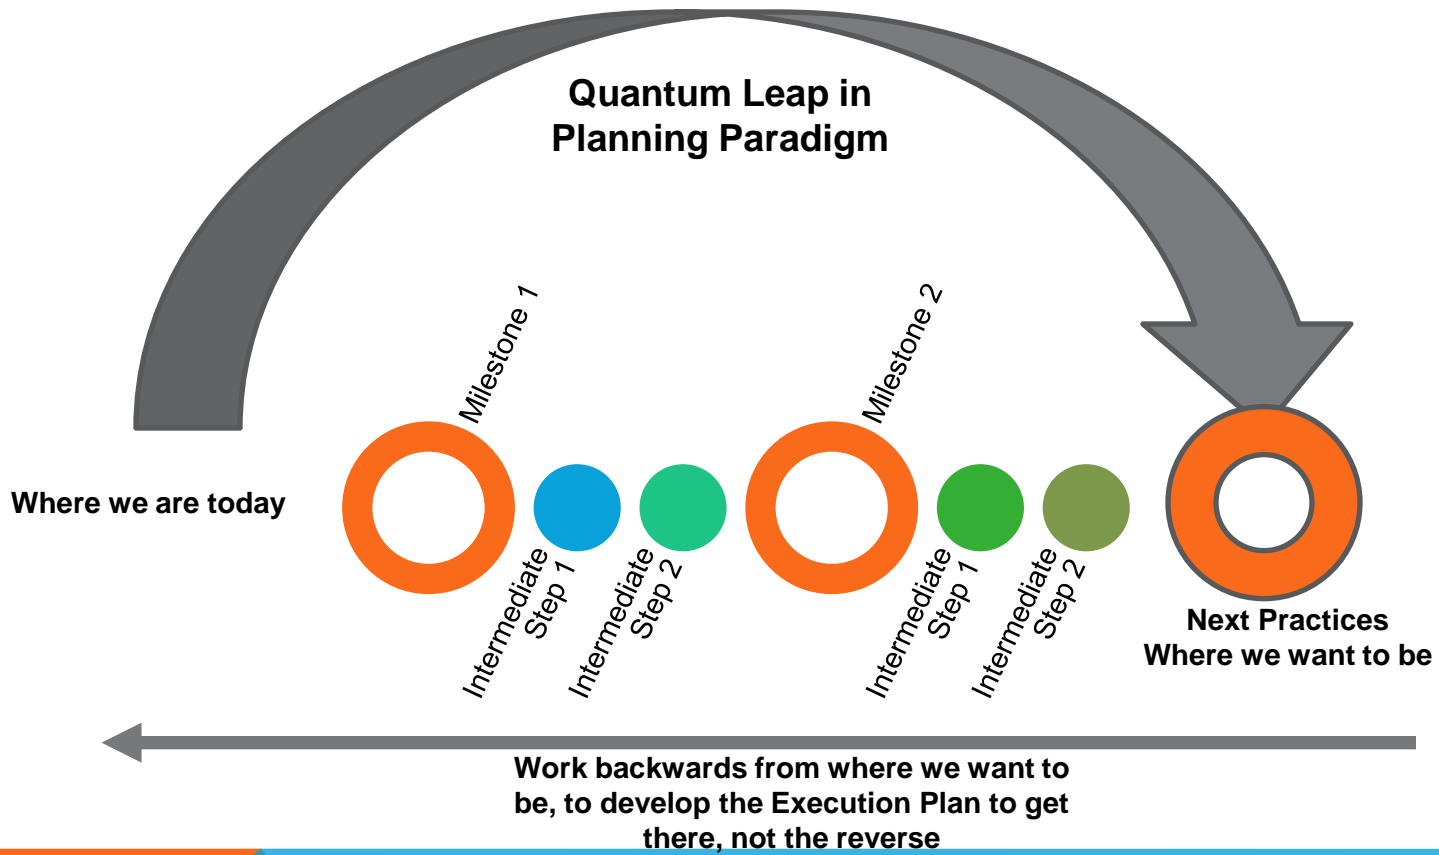 Quantum Leap in
Planning Paradigm
Milestone 1
Milestone 2
Where we are today
Intermediate
Step 1
Intermediate
Step 2
Intermediate
Step 1
Intermediate
Step 2
Next Practices
Where we want to be
Work backwards from where we want to
be, to develop the Execution Plan to get
there, not the reverse